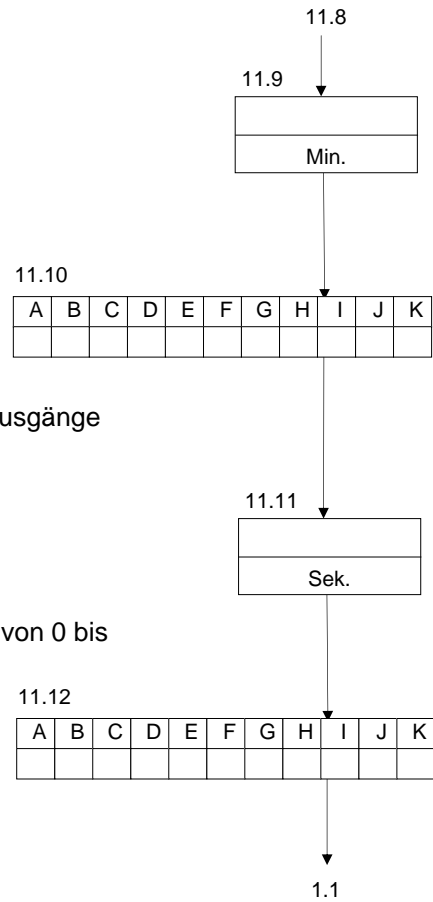 11.8
11.9
Min.
11.10
A B C D E F G H I J K
usgänge
11.11
Sek.
von 0 bis
11.12
A B C D E F G H I J K
1.1